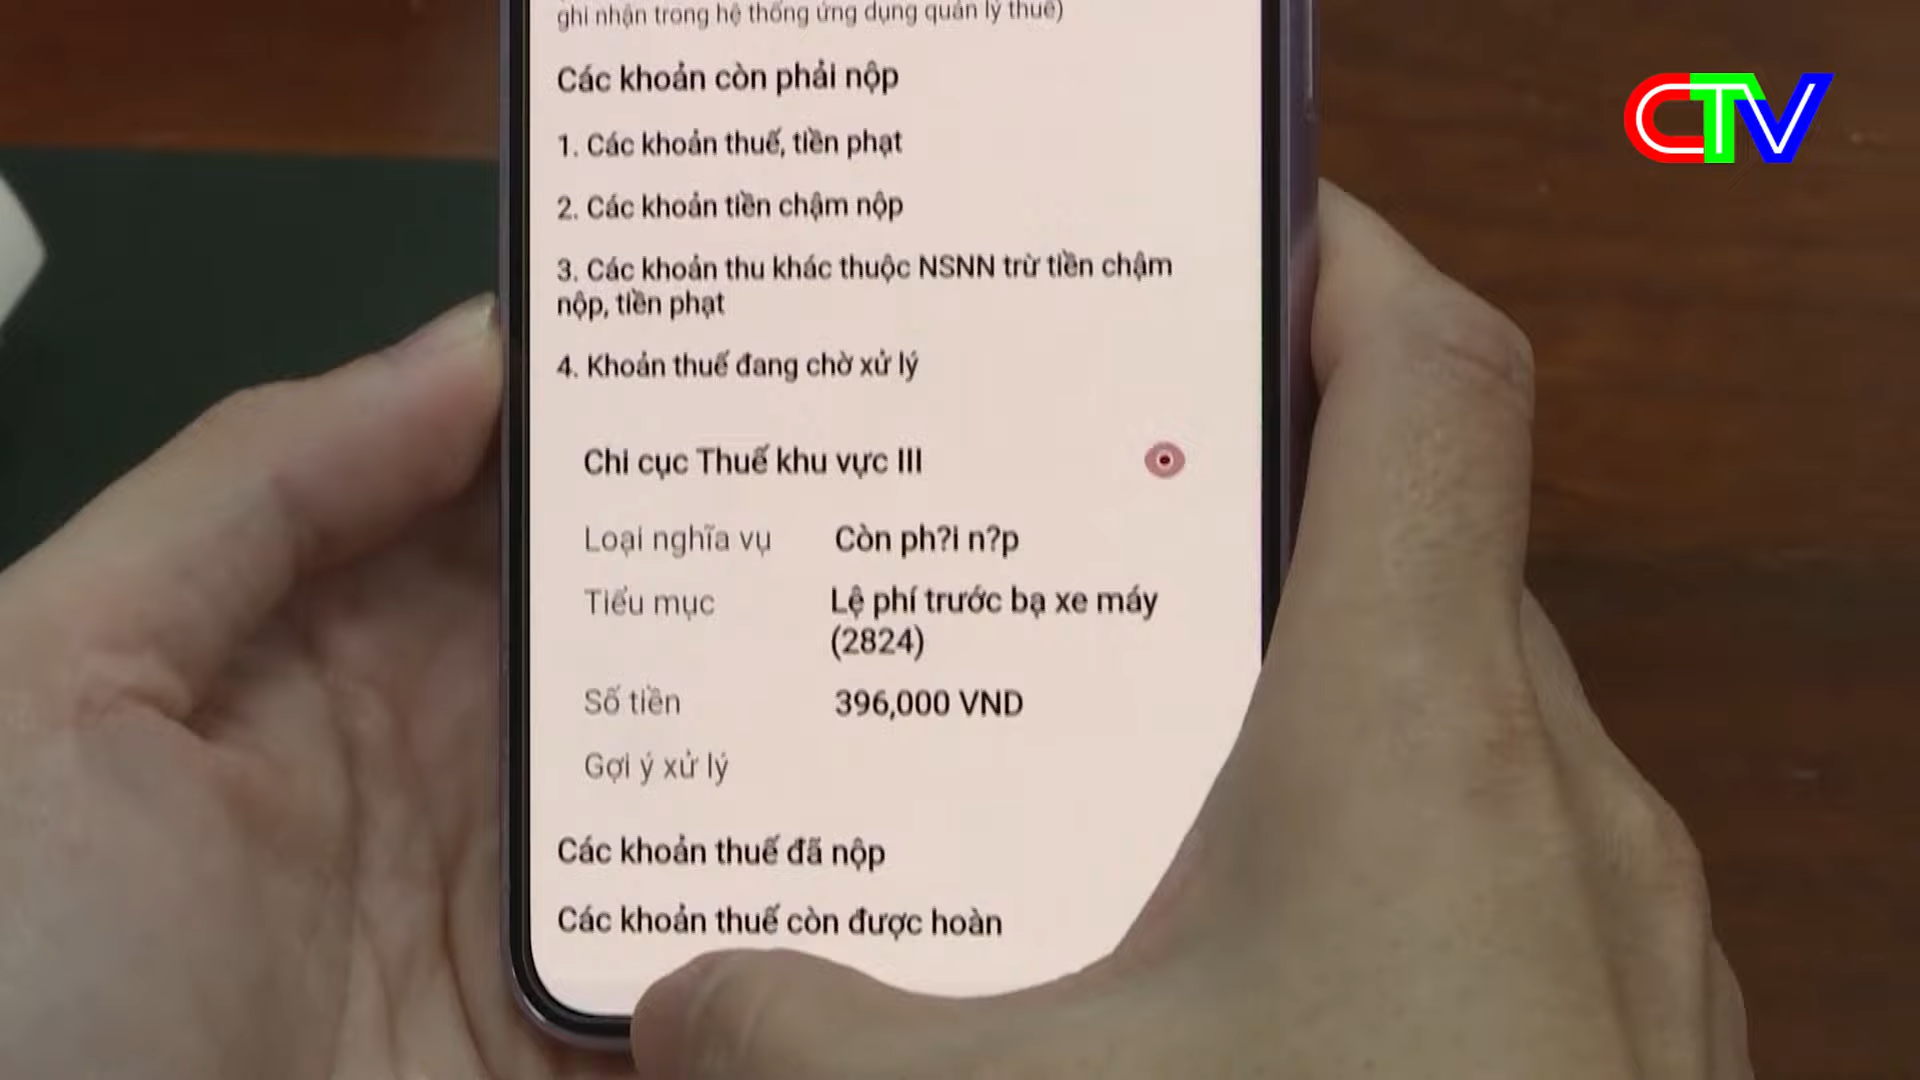 ghi nhận trong hệ thống ứng dụng quản lý thuế)
Các khoản còn phải nộp
CTV
1. Các khoản thuế, tiền phạt
2. Các khoản tiền chậm nộp
3. Các khoản thu khác thuộc NSNN trừ tiền chậm
nộp, tiền phạt
4. Khoản thuế đang chờ xử lý
Chi cục Thuế khu vực III
Loại nghĩa vụ Còn ph?i n?p
Tiểu mục Lệ phí trước bạ xe máy
(2824)
Số tiền 396,000 VND
Gợi ý xử lý
Các khoản thuế đã nộp
Các khoản thuế còn được hoàn